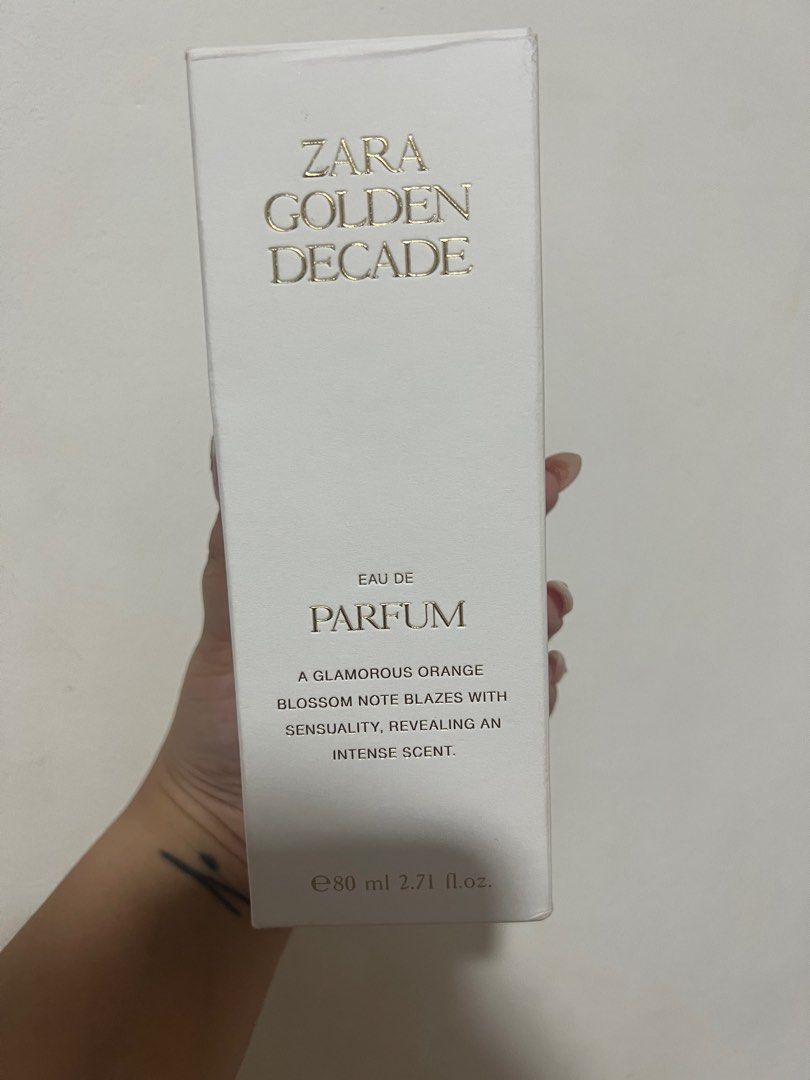 ZARA
GOLDEN
DECADE
EAU DE
PARFUM
A GLAMOROUS ORANGE
BLOSSOM NOTE BLAZES WITH
SENSUALITY, REVEALING AN
INTENSE SCENT.
℮80 ml 2.71 fl.oz.